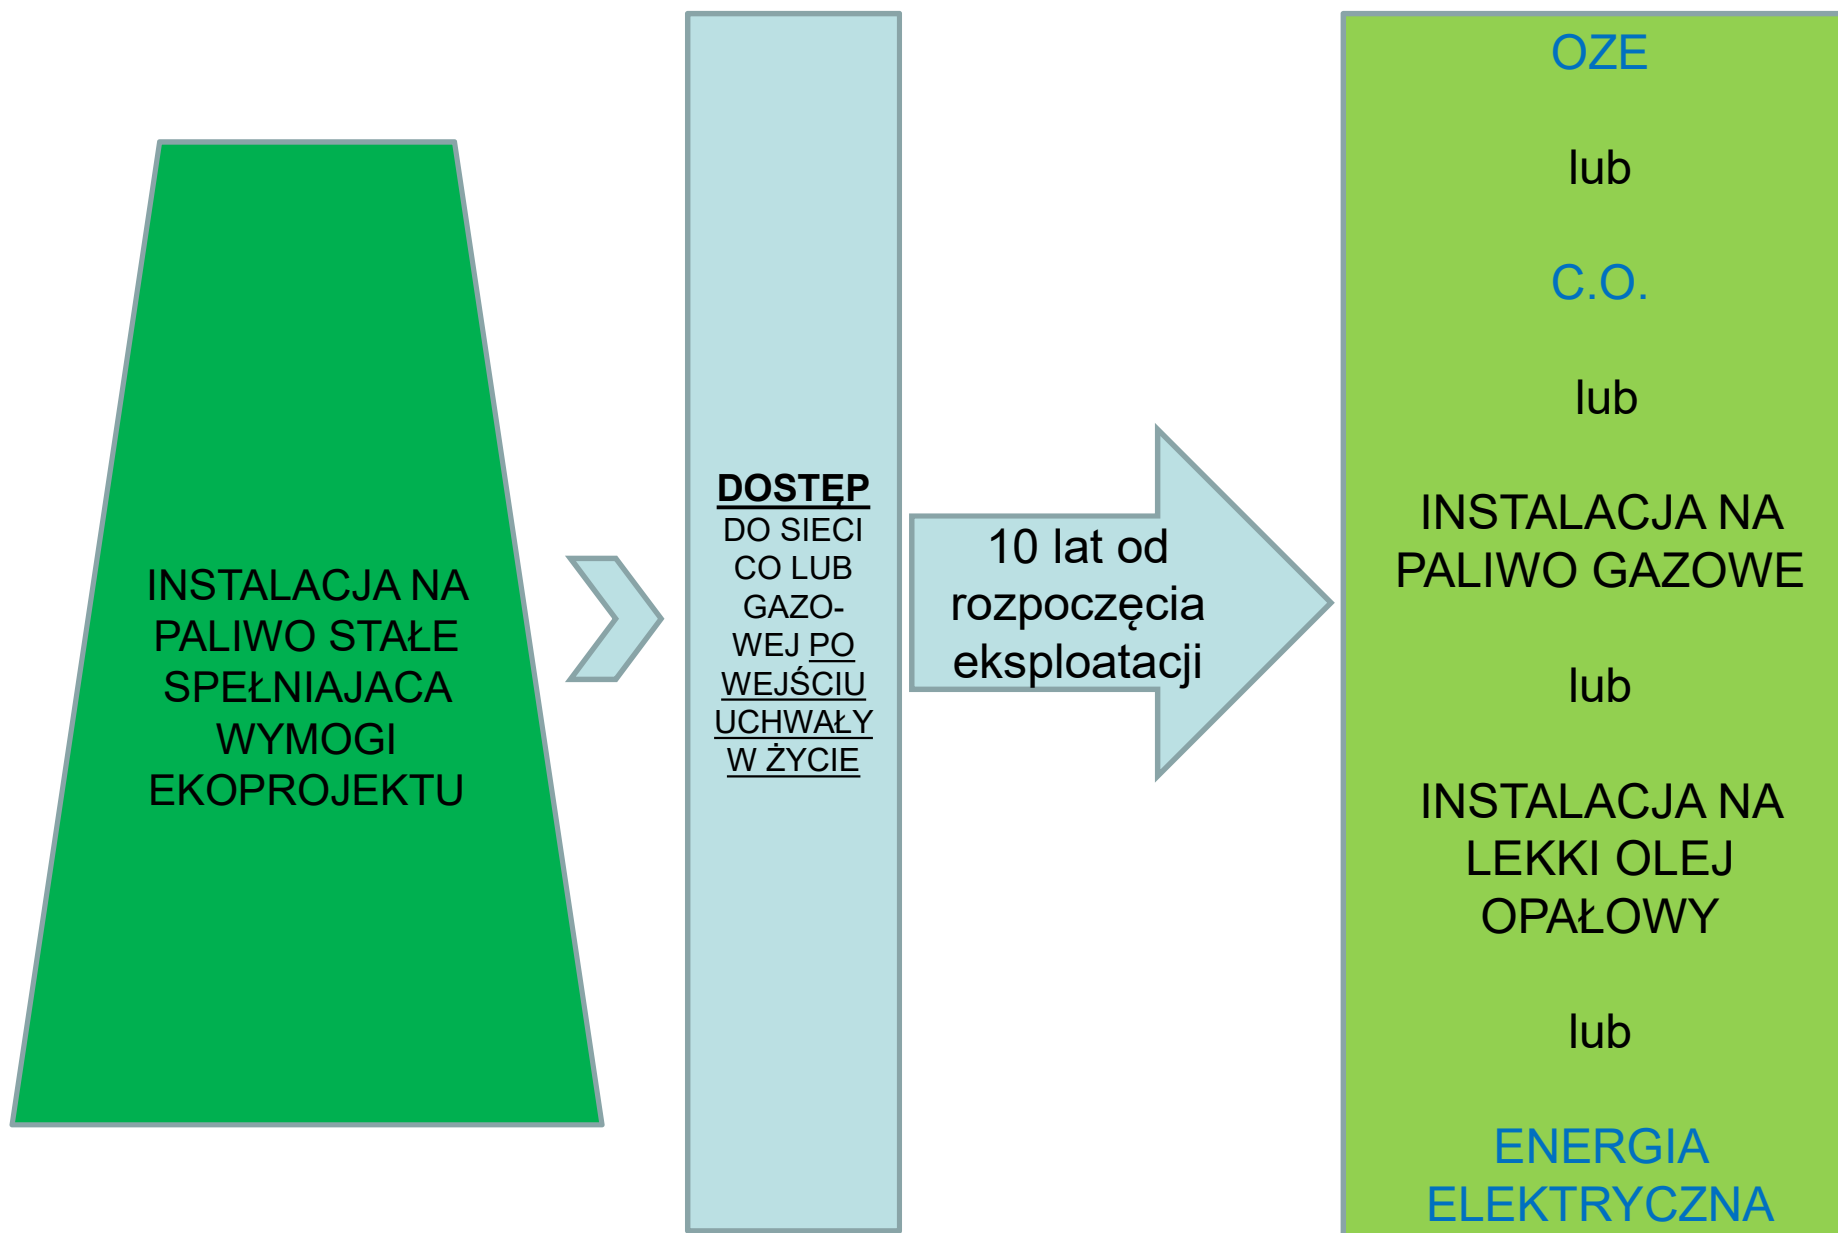 INSTALACJA NA
PALIWO STAŁE
SPEŁNIAJACA
WYMOGI
EKOPROJEKTU
DOSTĘP
DO SIECI
CO LUB
GAZO-
WEJ PO
WEJŚCIU
UCHWAŁY
W ŻYCIE
10 lat od
rozpoczęcia
eksploatacji
OZE
lub
C.O.
lub
INSTALACJA NA
PALIWO GAZOWE
lub
INSTALACJA NA
LEKKI OLEJ
OPAŁOWY
lub
ENERGIA
ELEKTRYCZNA